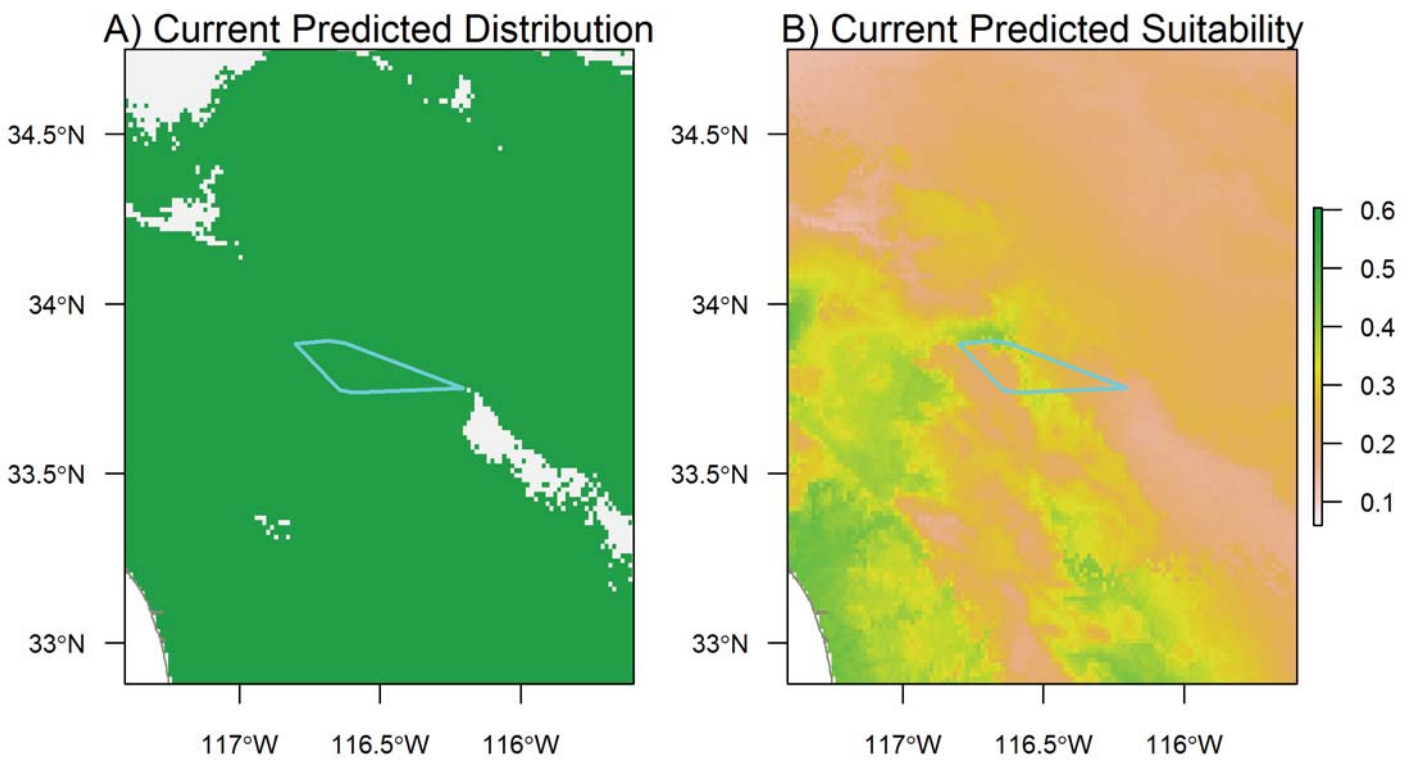 A) Current Predicted Distribution
34.5°N
34°N
33.5°N
33°N
117°W
116.5°W
116°W
B) Current Predicted Suitability
34.5°N
34°N
33.5°N
33°N
117°W
116.5°W
116°W
0.6
0.5
0.4
0.3
0.2
0.1